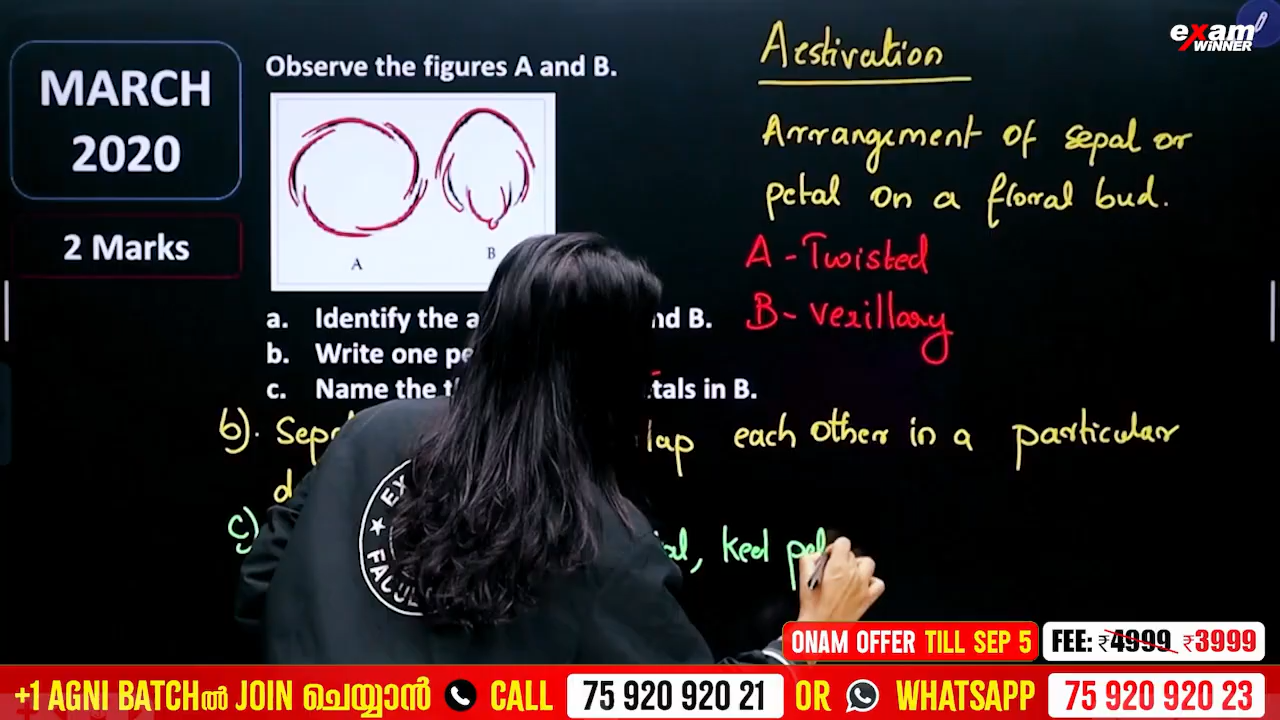 exam
WINNER
MARCH
2020
2 Marks
Observe the figures A and B.
A
B
a. Identify the a nd B.
b. Write one pe
c. Name the t tals in B.
Aestivation
Arrangement of sepal or
petal on a floral bud.
A - Twisted
B - vexillary
b). Sep lap each other in a particular
d
c) al, keel pet
EX
FACUL
ONAM OFFER TILL SEP 5
FEE: ₹4999 ₹3999
+1 AGNI BATCHൽ JOIN ചെയ്യാൻ CALL 75 920 920 21 OR WHATSAPP 75 920 920 23